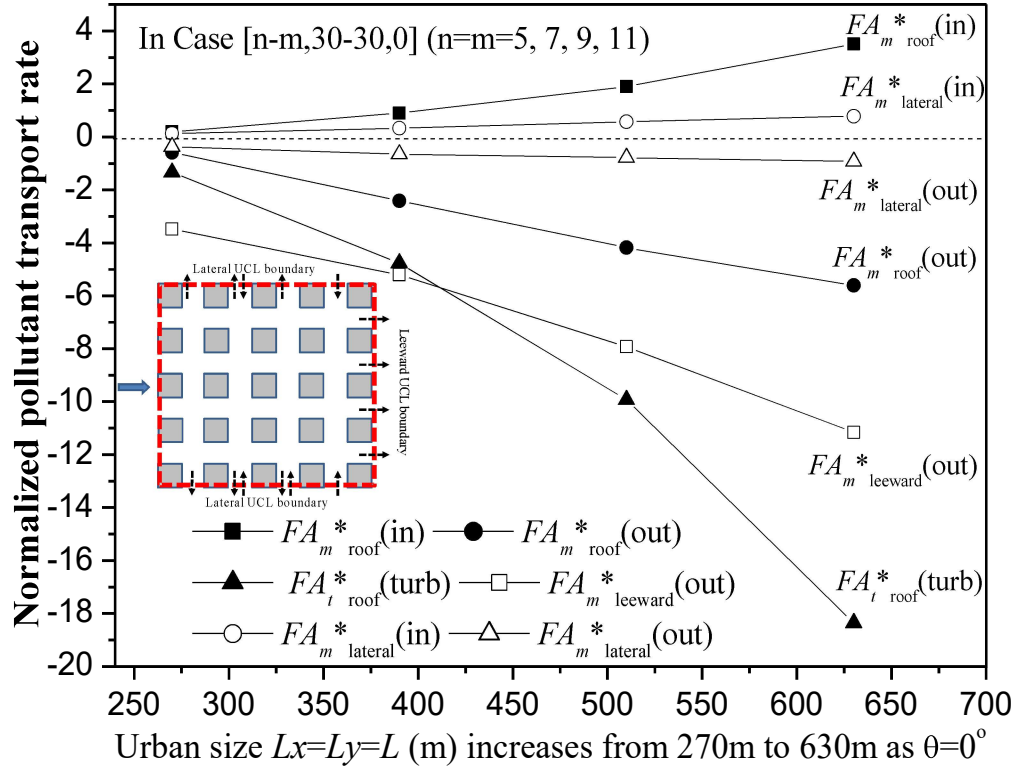 Normalized pollutant transport rate
4
2
0
-2
-4
-6
-8
-10
-12
-14
-16
-18
-20
In Case [n-m,30-30,0] (n=m=5, 7, 9, 11)
FAm*roof(in)
FAm*lateral(in)
FAm*lateral(out)
FAm*roof(out)
FAm*leeward(out)
FAt*roof(turb)
Lateral UCL boundary
Leeward UCL boundary
Lateral UCL boundary
FAm*roof(in) FAm*roof(out)
FAt*roof(turb) FAm*leeward(out)
FAm*lateral(in) FAm*lateral(out)
250 300 350 400 450 500 550 600 650 700
Urban size Lx=Ly=L (m) increases from 270m to 630m as θ=0°